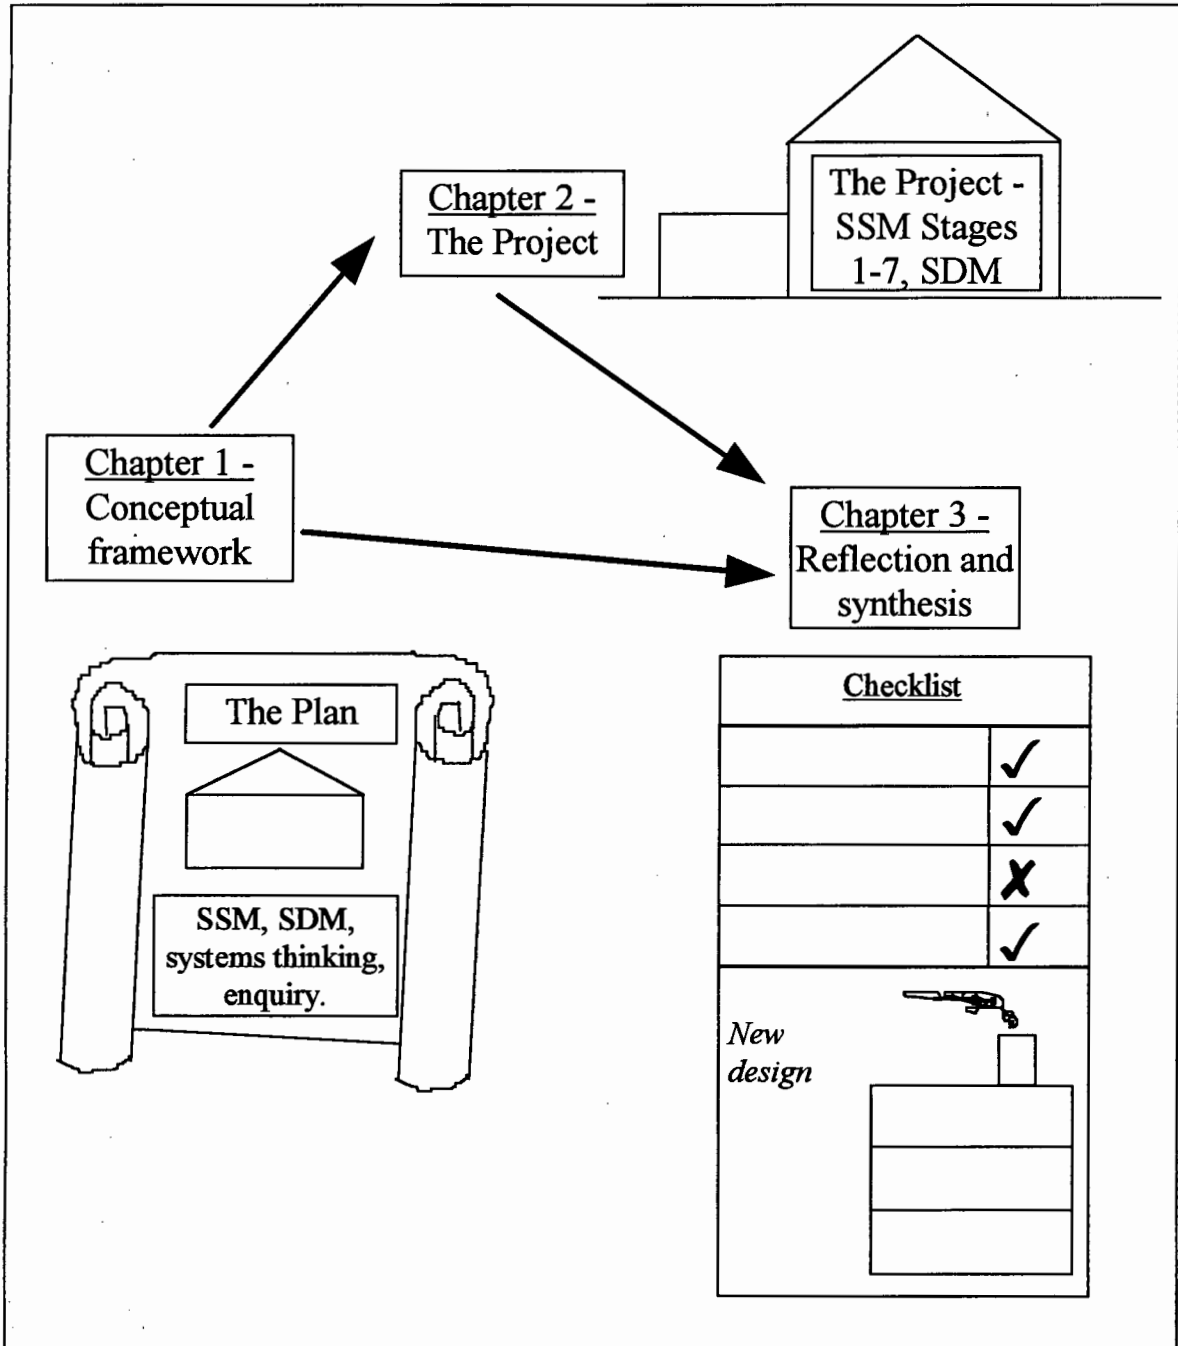 Chapter 2 -
The Project
The Project -
SSM Stages
1-7, SDM
Chapter 1 -
Conceptual
framework
Chapter 3 -
Reflection and
synthesis
The Plan
SSM, SDM,
systems thinking,
enquiry.
Checklist
New
design